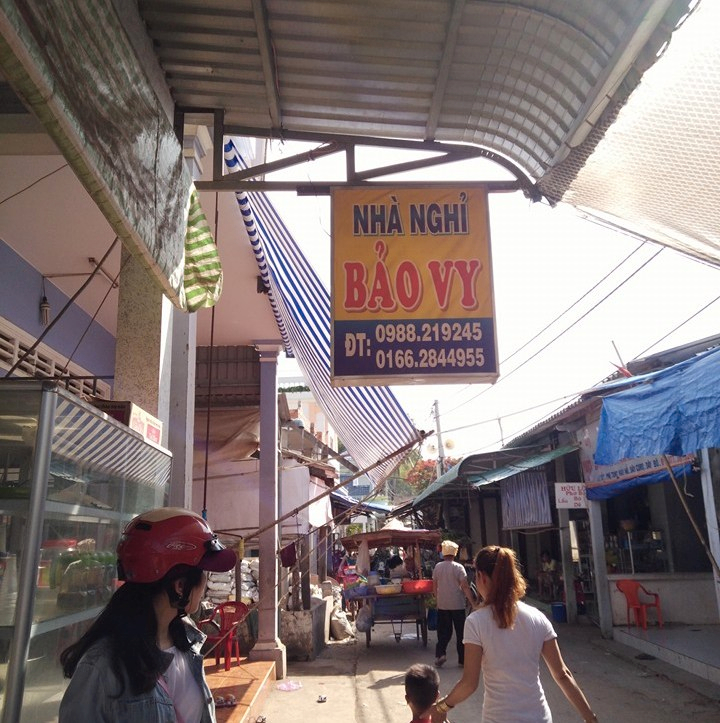 NHÀ NGHỈ
BẢO VY
ĐT: 0988.219245
0166.2844955